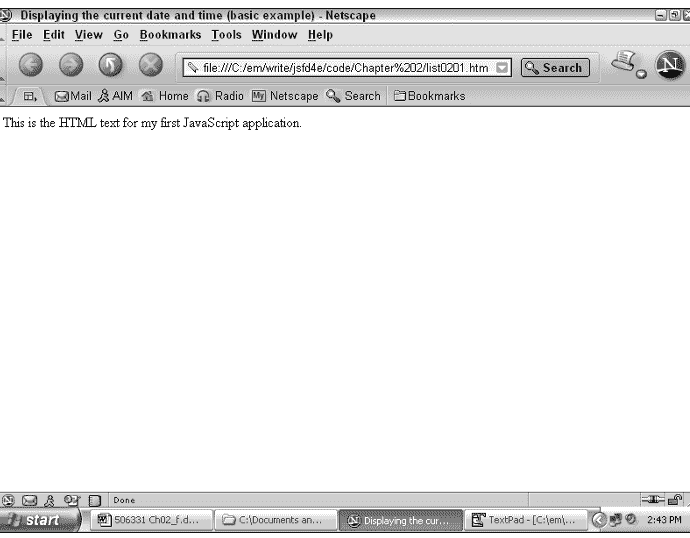 Displaying the current date and time (basic example) - Netscape
File Edit View Go Bookmarks Tools Window Help
file:///C:/em/write/jsfd4e/code/Chapter%202/list0201.htm Search N
Mail AIM Home Radio My Netscape Search Bookmarks
This is the HTML text for my first JavaScript application.
Done
start 506331 Ch02_f.d... C:\Documents an... Displaying the cur... TextPad - [C:\em\... 2:43 PM